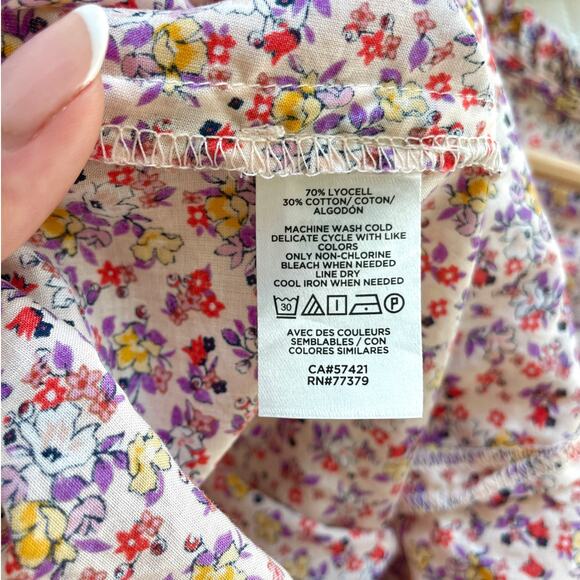 70% LYOCELL
30% COTTON/ COTON/
ALGODÓN
MACHINE WASH COLD
DELICATE CYCLE WITH LIKE
COLORS
ONLY NON-CHLORINE
BLEACH WHEN NEEDED
LINE DRY
COOL IRON WHEN NEEDED
30 P
AVEC DES COULEURS
SEMBLABLES / CON
COLORES SIMILARES
CA#57421
RN#77379